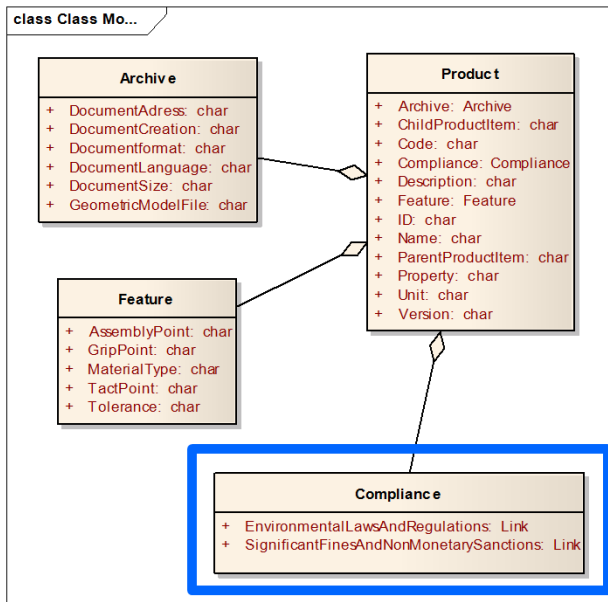 class Class Mo...
Archive
+ DocumentAdress: char
+ DocumentCreation: char
+ Documentformat: char
+ DocumentLanguage: char
+ DocumentSize: char
+ GeometricModelFile: char
Product
+ Archive: Archive
+ ChildProductItem: char
+ Code: char
+ Compliance: Compliance
+ Description: char
+ Feature: Feature
+ ID: char
+ Name: char
+ ParentProductItem: char
+ Property: char
+ Unit: char
+ Version: char
Feature
+ AssemblyPoint: char
+ GripPoint: char
+ MaterialType: char
+ TactPoint: char
+ Tolerance: char
Compliance
+ EnvironmentalLawsAndRegulations: Link
+ SignificantFinesAndNonMonetarySanctions: Link